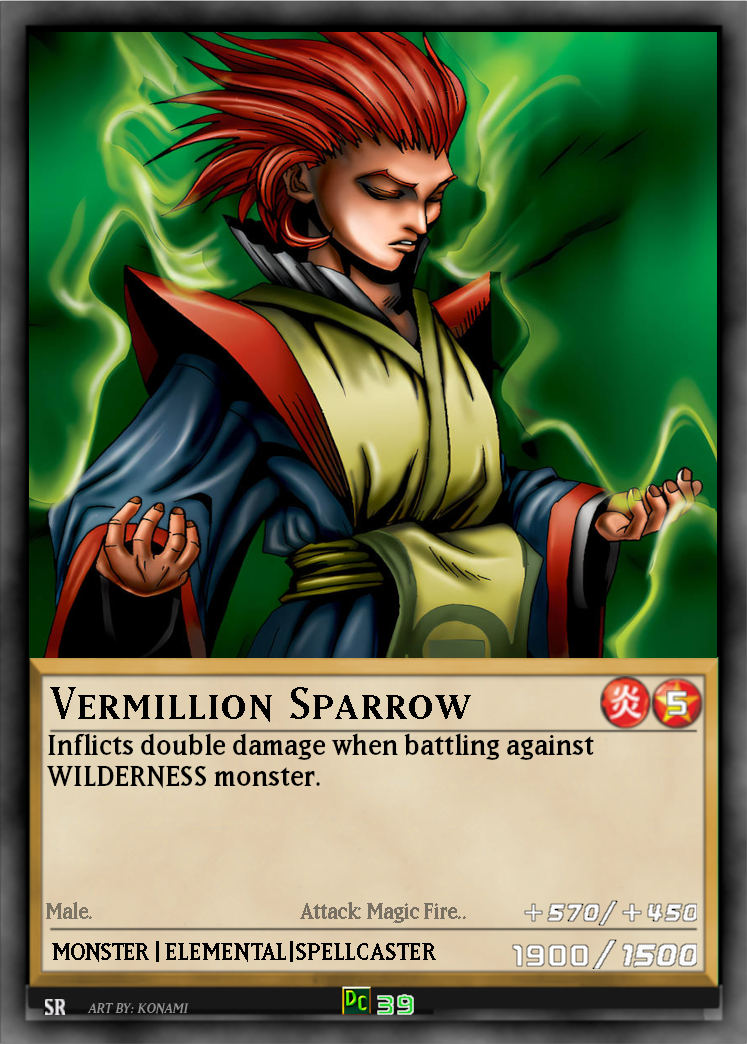 Vermillion Sparrow 炎 5
Inflicts double damage when battling against
WILDERNESS monster.
Male. Attack: Magic Fire.. +570/+450
MONSTER|ELEMENTAL|SPELLCASTER 1900/1500
SR ART BY: KONAMI DC 39